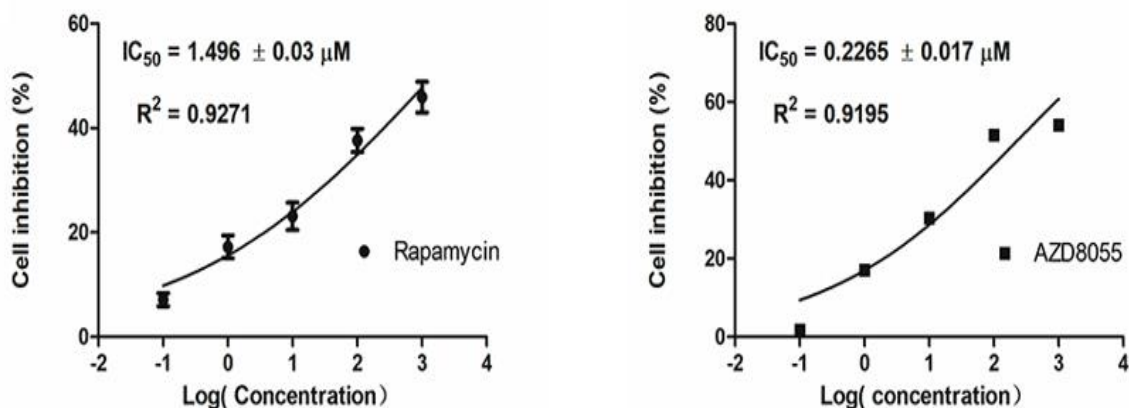 60
40
20
0
Cell inhibition (%)
IC50 = 1.496 ± 0.03 μM
R2 = 0.9271
Rapamycin
-2 -1 0 1 2 3 4
Log( Concentration)
80
60
40
20
0
Cell inhibition (%)
IC50 = 0.2265 ± 0.017 μM
R2 = 0.9195
AZD8055
-2 -1 0 1 2 3 4
Log( concentration)